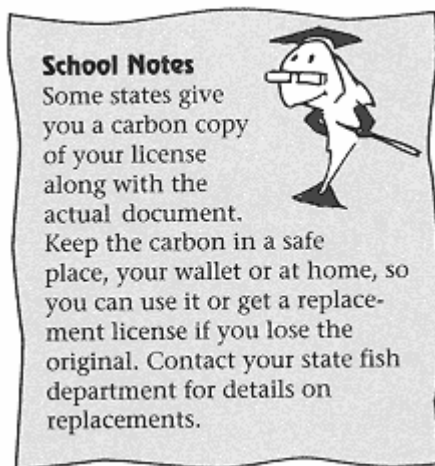 School Notes
Some states give
you a carbon copy
of your license
along with the
actual document.
Keep the carbon in a safe
place, your wallet or at home, so
you can use it or get a replace-
ment license if you lose the
original. Contact your state fish
department for details on
replacements.